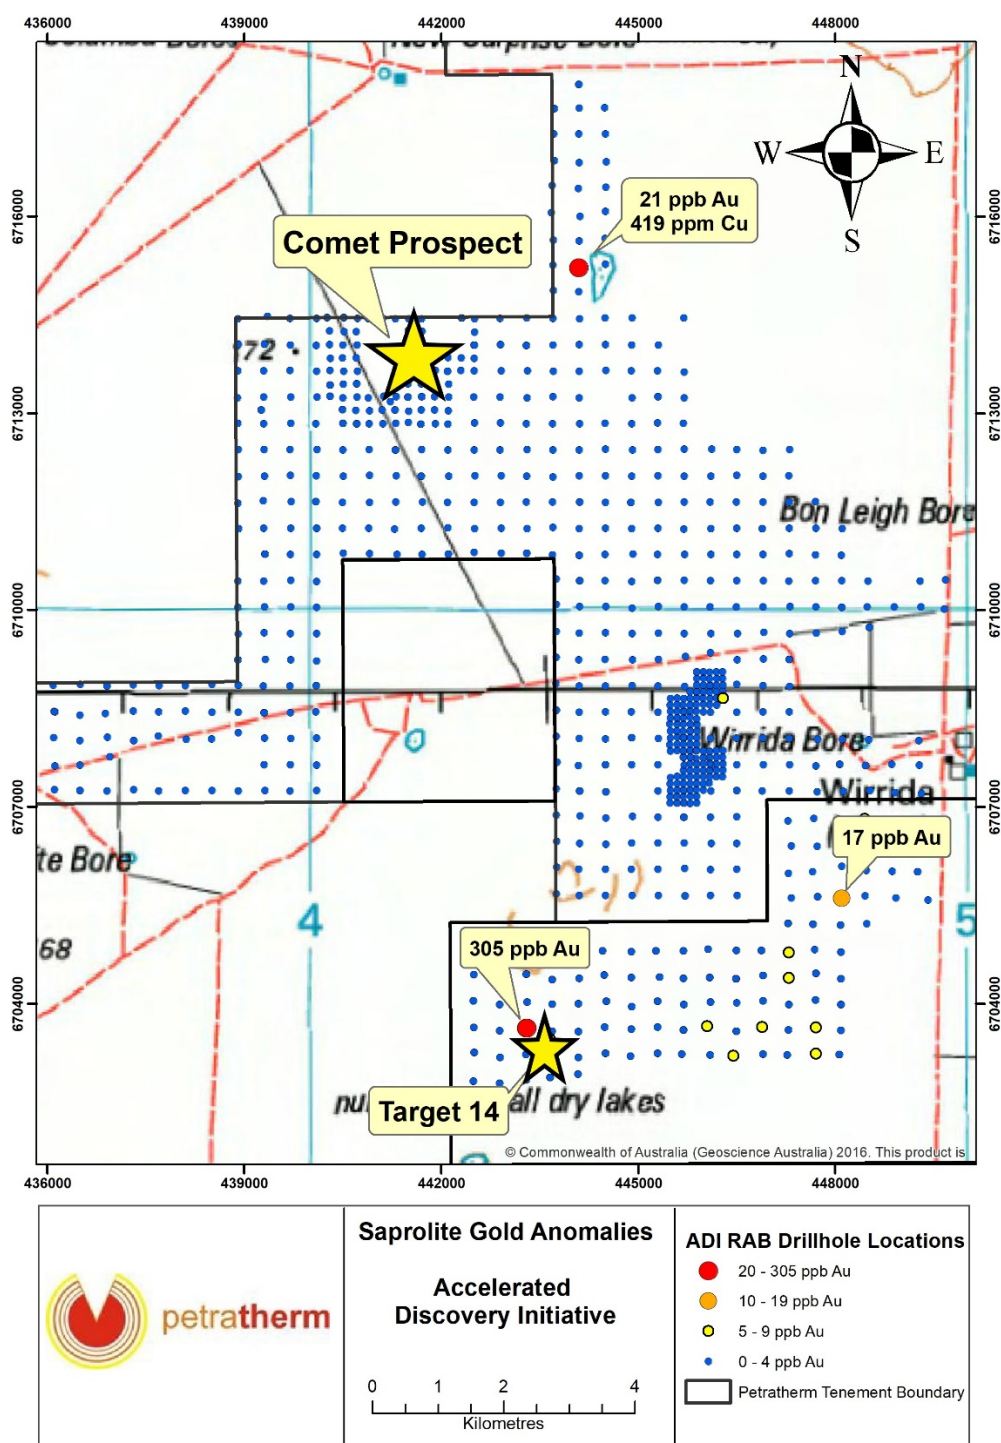 436000 439000 442000 445000 448000
New Surprise Bore
N
W E
S
6716000 6716000
21 ppb Au
419 ppm Cu
Comet Prospect
72
6713000 6713000
Bon Leigh Bore
6710000 6710000
Wirrida Bore
Wirrida
6707000 6707000
17 ppb Au
te Bore
4 5
305 ppb Au
68
6704000 6704000
Target 14
all dry lakes
© Commonwealth of Australia (Geoscience Australia) 2016. This product is
436000 439000 442000 445000 448000
petratherm
Saprolite Gold Anomalies
Accelerated
Discovery Initiative
0 1 2 4
Kilometres
ADI RAB Drillhole Locations
20 - 305 ppb Au
10 - 19 ppb Au
5 - 9 ppb Au
0 - 4 ppb Au
Petratherm Tenement Boundary